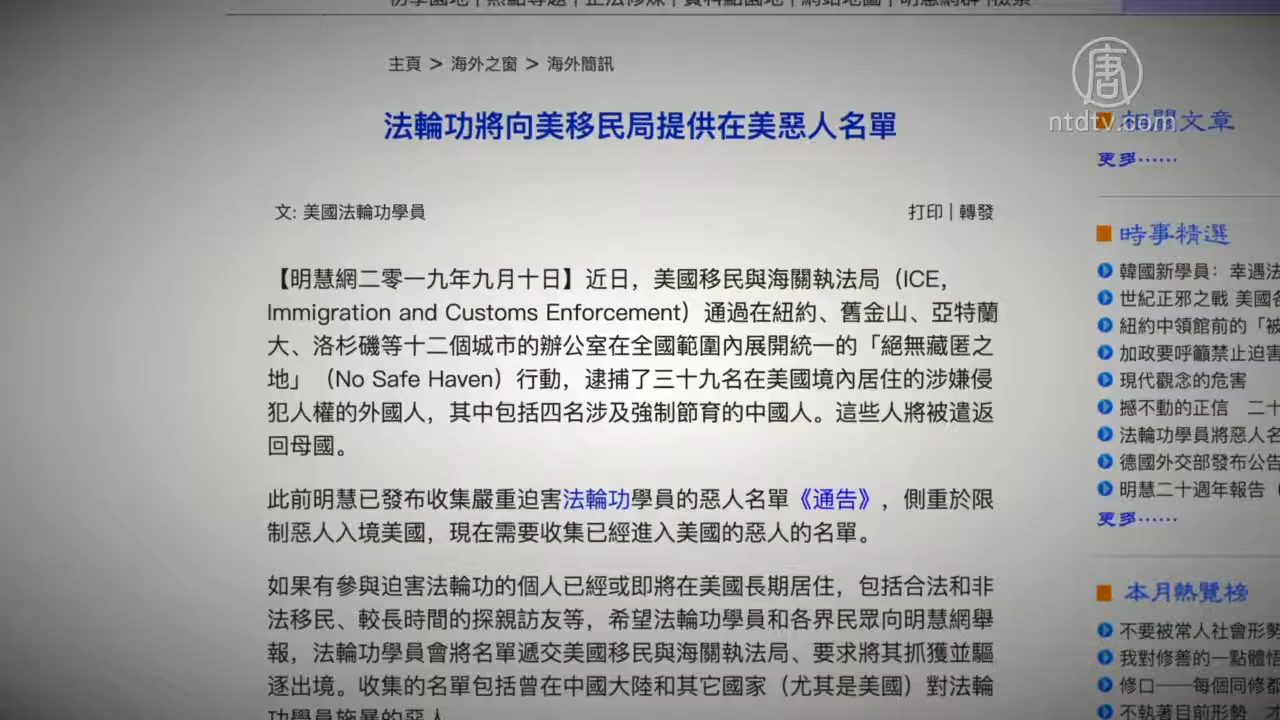 主頁 > 海外之窗 > 海外簡訊
法輪功將向美移民局提供在美惡人名單
文: 美國法輪功學員
打印 | 轉發
【明慧網二零一九年九月十日】近日，美國移民與海關執法局（ICE，
Immigration and Customs Enforcement）通過在紐約、舊金山、亞特蘭
大、洛杉磯等十二個城市的辦公室在全國範圍內展開統一的「絕無藏匿之
地」（No Safe Haven）行動，逮捕了三十九名在美國境內居住的涉嫌侵
犯人權的外國人，其中包括四名涉及強制節育的中國人。這些人將被遣返
回母國。
此前明慧已發布收集嚴重迫害法輪功學員的惡人名單《通告》，側重於限
制惡人入境美國，現在需要收集已經進入美國的惡人的名單。
如果有參與迫害法輪功的個人已經或即將在美國長期居住，包括合法和非
法移民、較長時間的探親訪友等，希望法輪功學員和各界民眾向明慧網舉
報，法輪功學員會將名單遞交美國移民與海關執法局、要求將其抓獲並驅
逐出境。收集的名單包括曾在中國大陸和其它國家（尤其是美國）對法輪
功學員施暴的惡人
唐
ntdtv.com
相關文章
更多……
時事精選
韓國新學員：幸遇法
世紀正邪之戰 美國
紐約中領館前的「被
加政要呼籲禁止迫害
現代觀念的危害
撼不動的正信 二十
法輪功學員將惡人名
德國外交部發布公告
明慧二十週年報告
更多……
本月熱覽榜
不要被常人社會形勢
我對修善的一點體悟
修口——每個同修都
不執著目前形勢